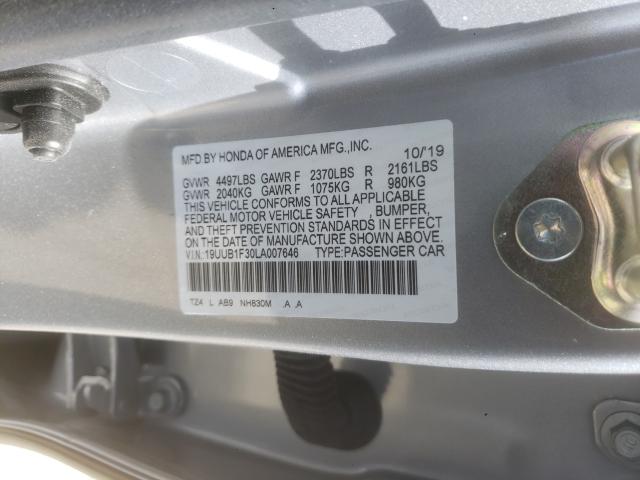 MFD.BY HONDA OF AMERICA MFG.,INC. 10/'19
GVWR 4497LBS GAWR F 2370LBS R 2161LBS
GVWR 2040KG GAWR F 1075KG R 980KG
THIS VEHICLE CONFORMS TO ALL APPLICABLE
FEDERAL MOTOR VEHICLE SAFETY , BUMPER,
AND THEFT PREVENTION STANDARDS IN EFFECT
ON THE DATE OF MANUFACTURE SHOWN ABOVE.
V.I.N.:19UUB1F30LA007646 TYPE:PASSENGER CAR
TZ4 L AB9 NH830M .A .A